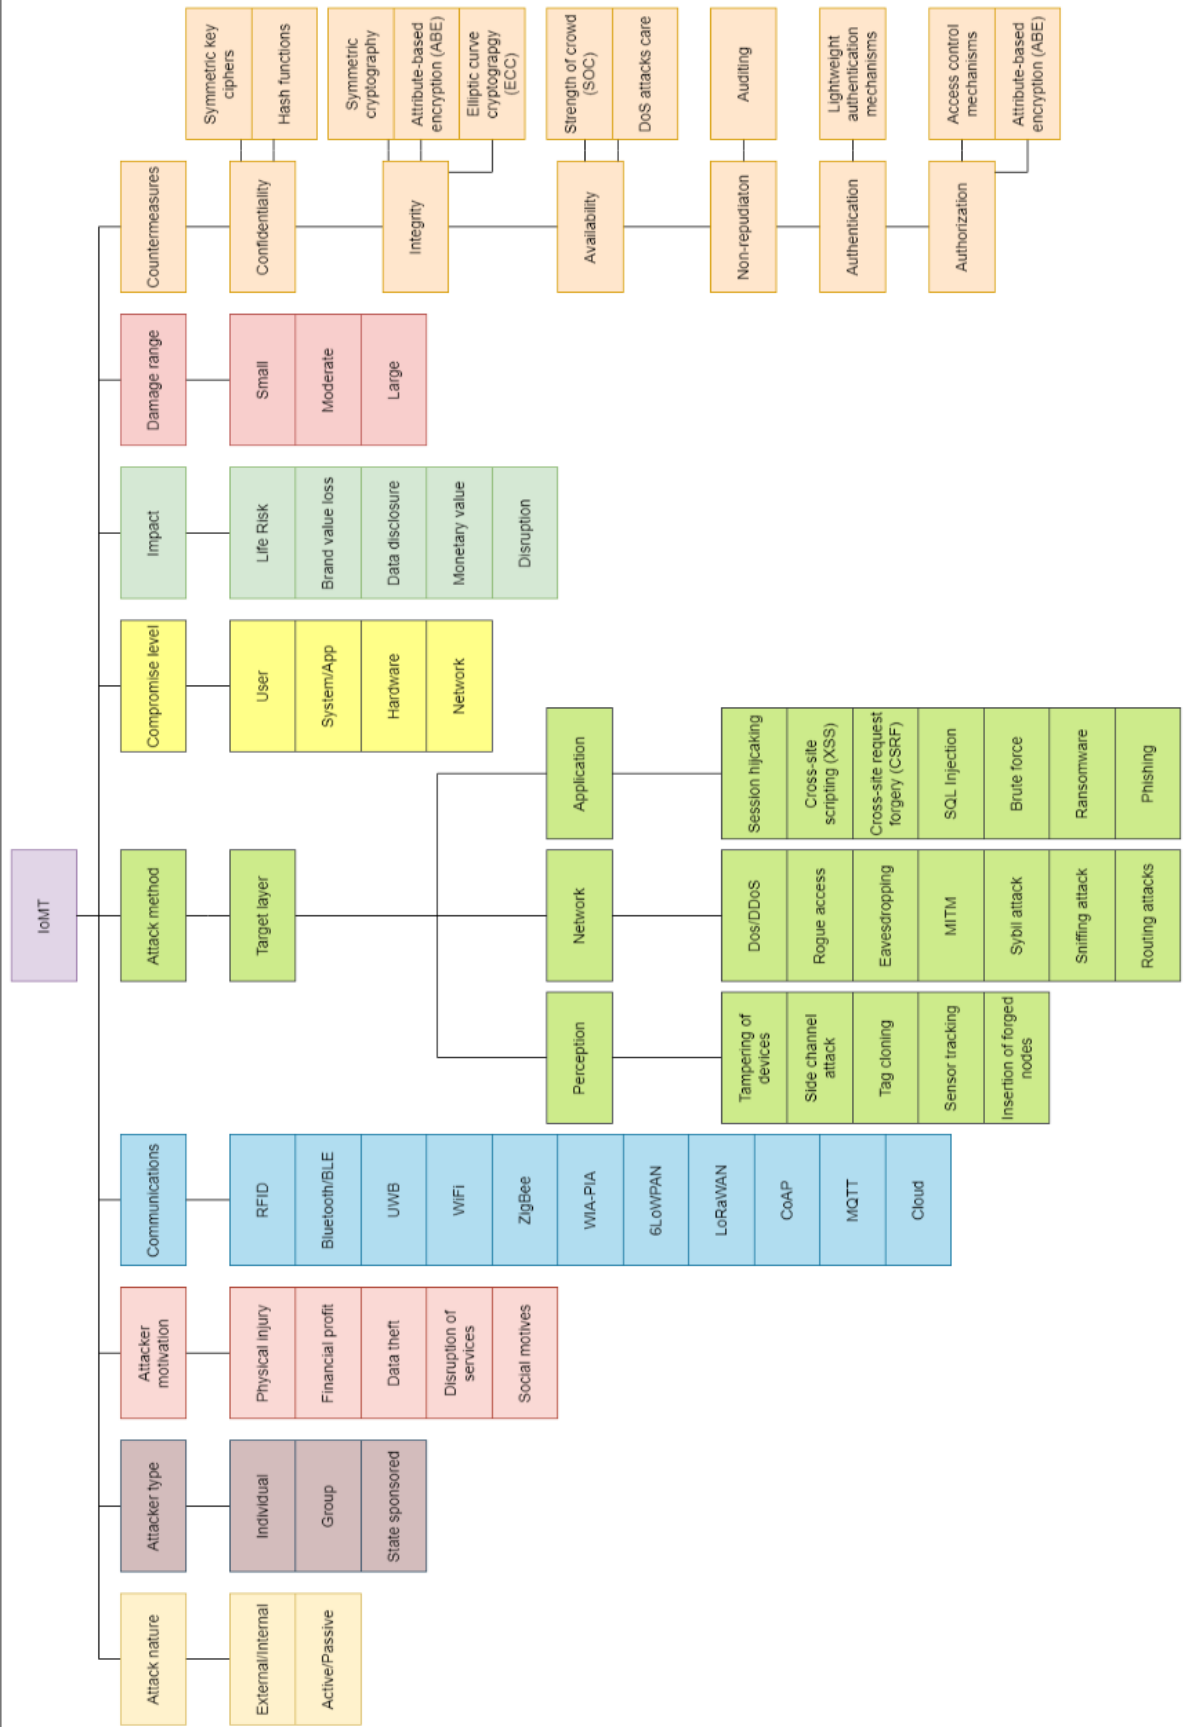 IoMT
Attack nature
External/Internal
Active/Passive
Attacker type
Individual
Group
State sponsored
Attacker
motivation
Physical injury
Financial profit
Data theft
Disruption of
services
Social motives
Communications
RFID
Bluetooth/BLE
UWB
WiFi
ZigBee
WIA-PIA
6LoWPAN
LoRaWAN
CoAP
MQTT
Cloud
Attack method
Target layer
Perception
Tampering of
devices
Side channel
attack
Tag cloning
Sensor tracking
Insertion of forged
nodes
Network
Dos/DDoS
Rogue access
Eavesdropping
MITM
Sybil attack
Sniffing attack
Routing attacks
Application
Session hijcaking
Cross-site
scripting (XSS)
Cross-site request
forgery (CSRF)
SQL Injection
Brute force
Ransomware
Phishing
Compromise level
User
System/App
Hardware
Network
Impact
Life Risk
Brand value loss
Data disclosure
Monetary value
Disruption
Damage range
Small
Moderate
Large
Countermeasures
Confidentiality
Symmetric key
ciphers
Hash functions
Integrity
Symmetric
cryptography
Attribute-based
encryption (ABE)
Elliptic curve
cryptograpgy
(ECC)
Availability
Strength of crowd
(SOC)
DoS attacks care
Non-repudiaton
Auditing
Authentication
Lightweight
authentication
mechanisms
Authorization
Access control
mechanisms
Attribute-based
encryption (ABE)